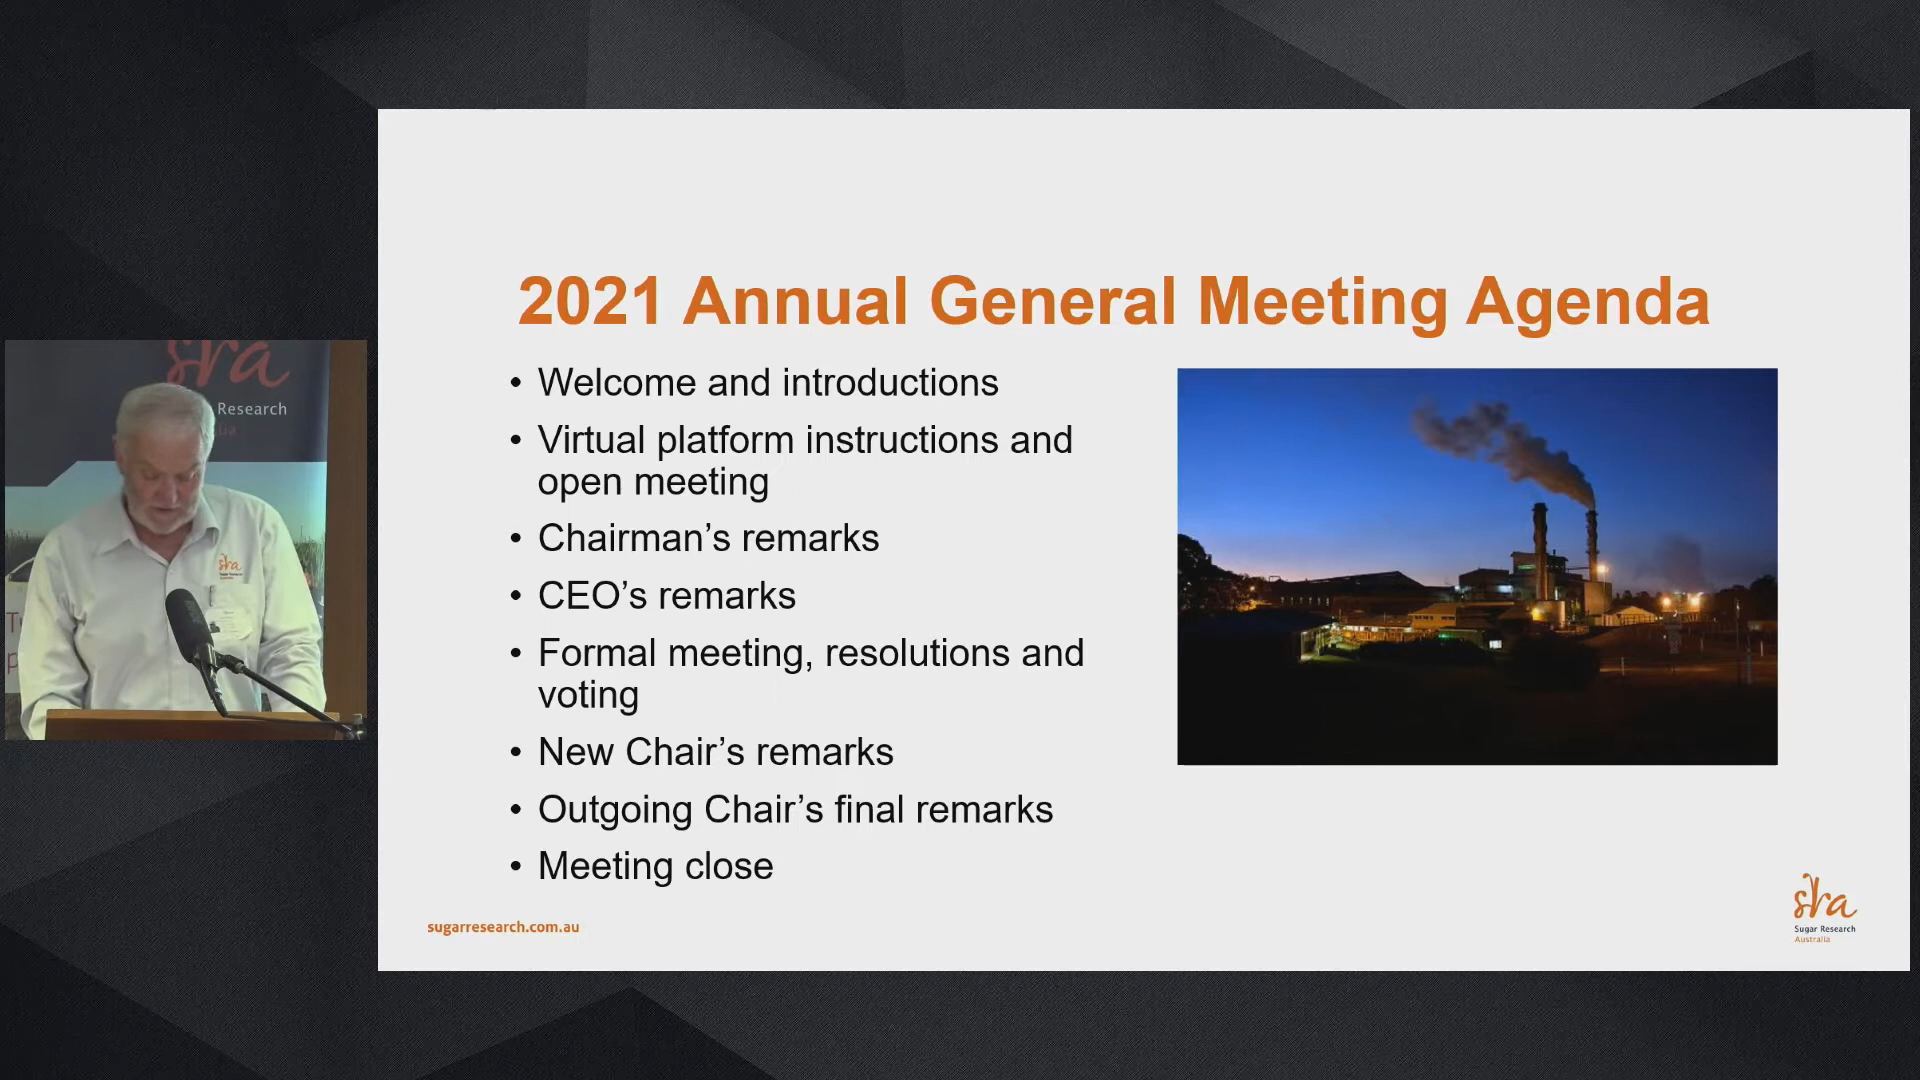 2021 Annual General Meeting Agenda
• Welcome and introductions
• Virtual platform instructions and
open meeting
• Chairman’s remarks
• CEO’s remarks
• Formal meeting, resolutions and
voting
• New Chair’s remarks
• Outgoing Chair’s final remarks
• Meeting close
sugarresearch.com.au
sra
Sugar Research
Australia
sra
Research
sra